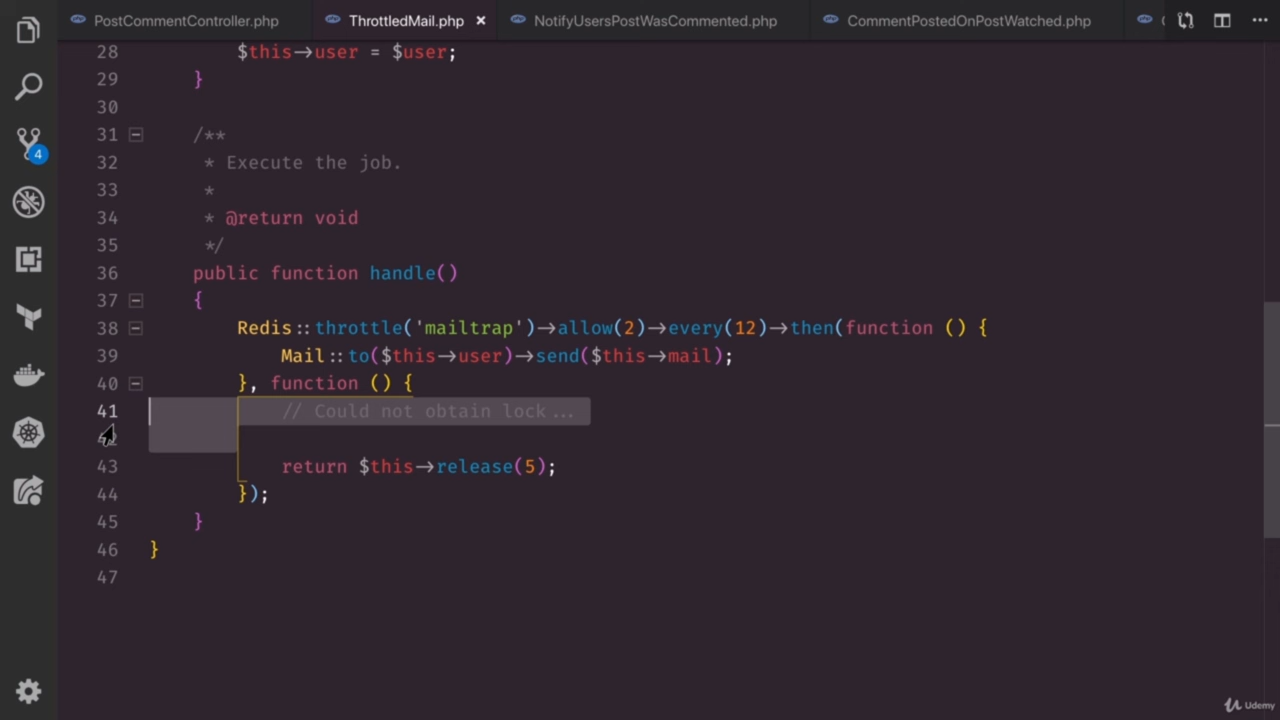 PostCommentController.php
ThrottledMail.php ×
NotifyUsersPostWasCommented.php
CommentPostedOnPostWatched.php
4
28 $this->user = $user;
29 }
30
31 /**
32 * Execute the job.
33 *
34 * @return void
35 */
36 public function handle()
37 {
38 Redis::throttle('mailtrap')->allow(2)->every(12)->then(function () {
39 Mail::to($this->user)->send($this->mail);
40 }, function () {
41 // Could not obtain lock...
42
43 return $this->release(5);
44 });
45 }
46 }
47
Udemy